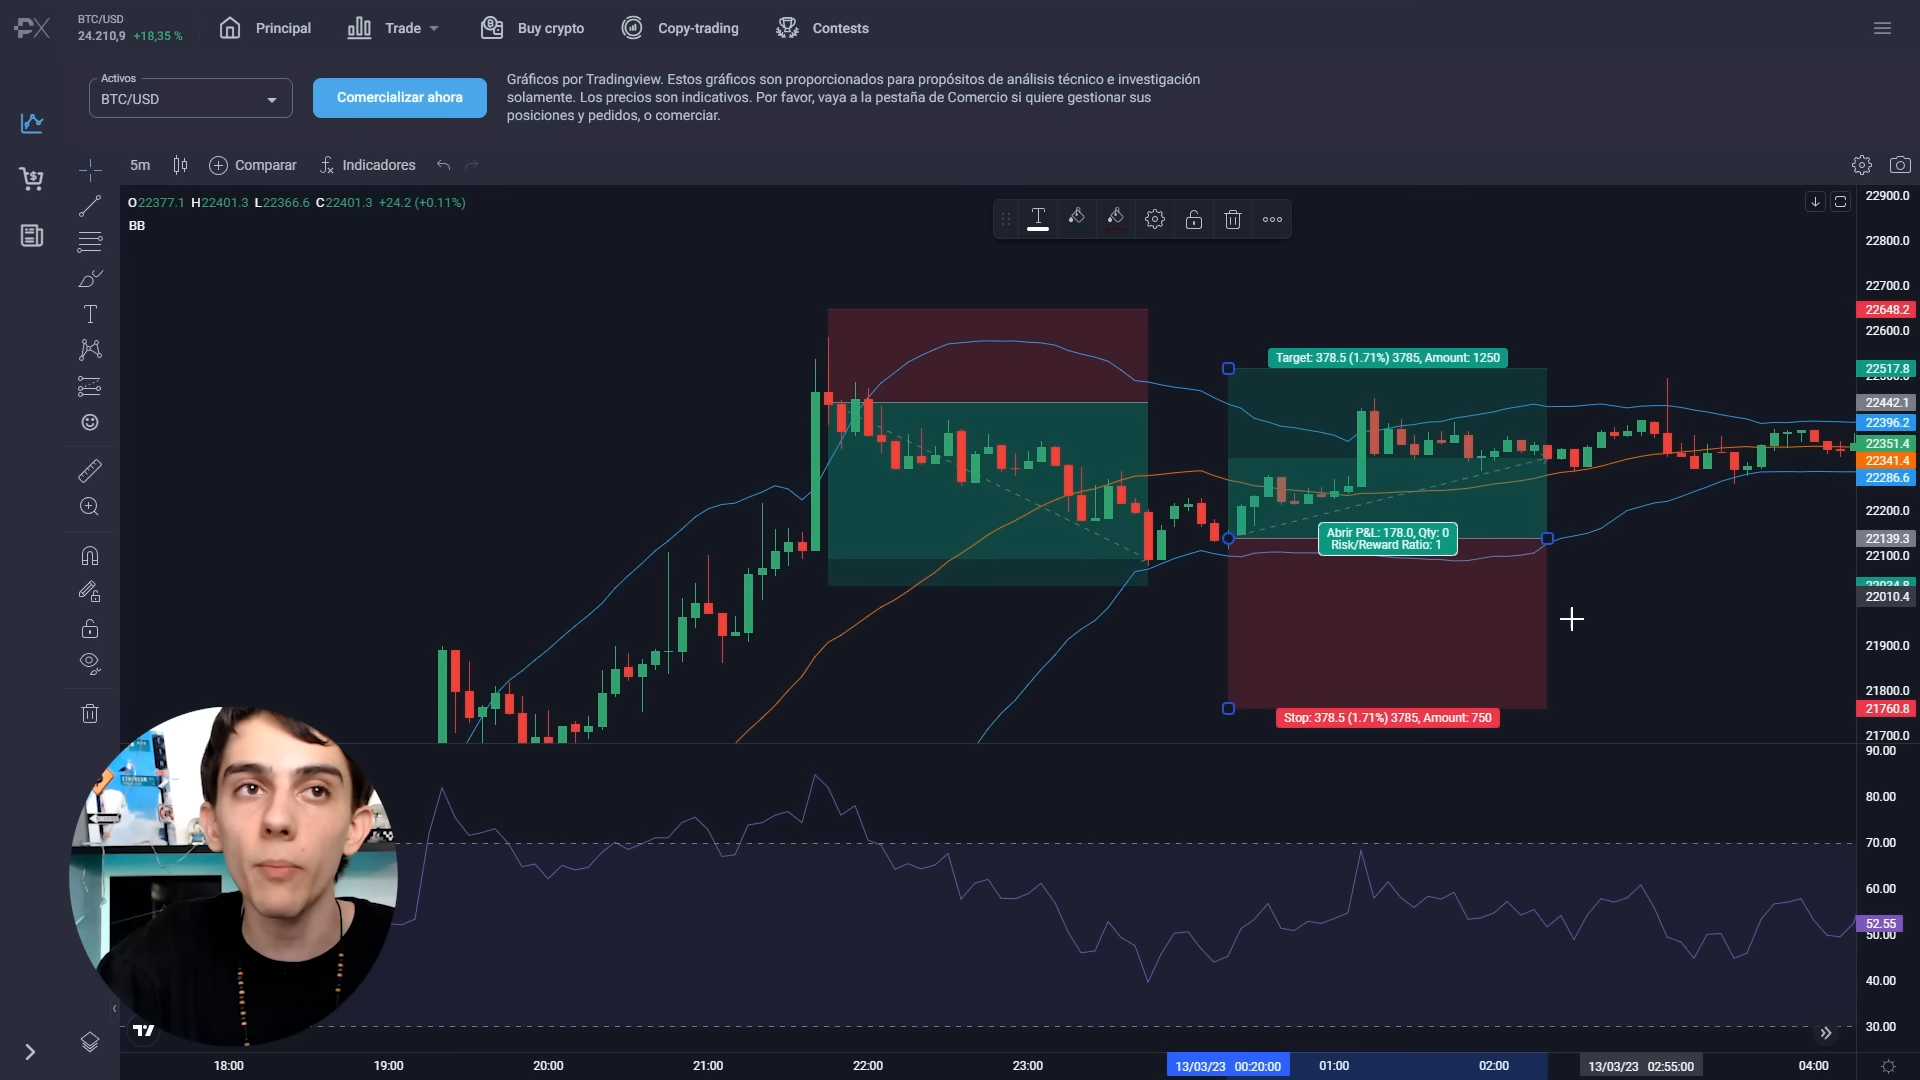 BTC/USD
24.210,9 +18,35 %
Principal
Trade
Buy crypto
Copy-trading
Contests
Activos
BTC/USD
Comercializar ahora
Gráficos por Tradingview. Estos gráficos son proporcionados para propósitos de análisis técnico e investigación
solamente. Los precios son indicativos. Por favor, vaya a la pestaña de Comercio si quiere gestionar sus
posiciones y pedidos, o comerciar.
5m
Comparar
Indicadores
O22377.1 H22401.3 L22366.6 C22401.3 +24.2 (+0.11%)
BB
Target: 378.5 (1.71%) 3785, Amount: 1250
Abrir P&L: 178.0, Qty: 0
Risk/Reward Ratio: 1
Stop: 378.5 (1.71%) 3785, Amount: 750
22900.0
22800.0
22700.0
22648.2
22600.0
22517.8
22442.1
22396.2
22351.4
22341.4
22286.6
22200.0
22139.3
22100.0
22010.4
21900.0
21800.0
21760.8
21700.0
90.00
80.00
70.00
60.00
52.55
50.00
40.00
30.00
18:00
19:00
20:00
21:00
22:00
23:00
13/03/23 00:20:00
01:00
02:00
13/03/23 02:55:00
04:00